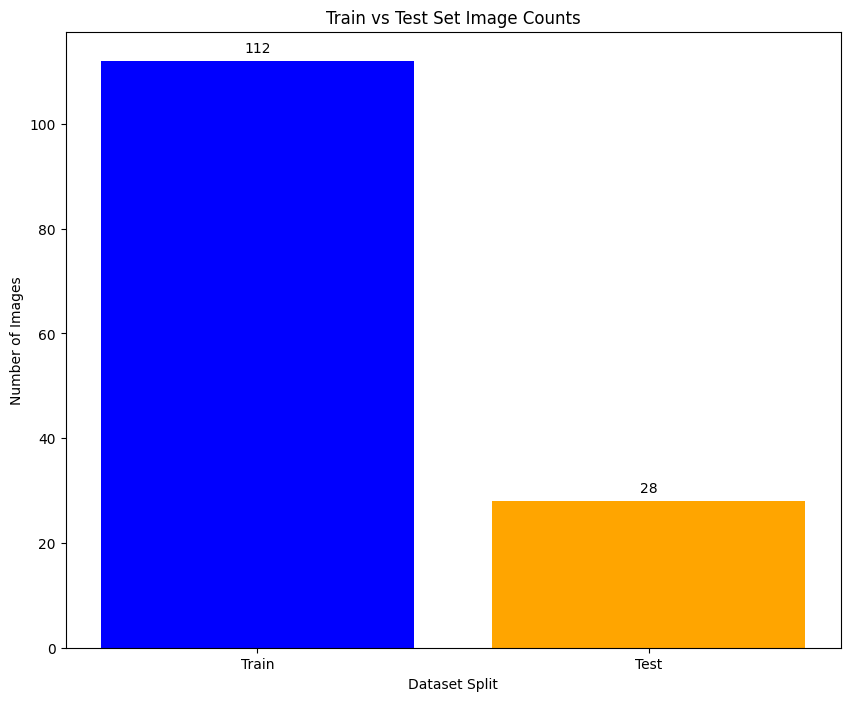 Train vs Test Set Image Counts
112
28
100
80
60
40
20
0
Number of Images
Train
Test
Dataset Split